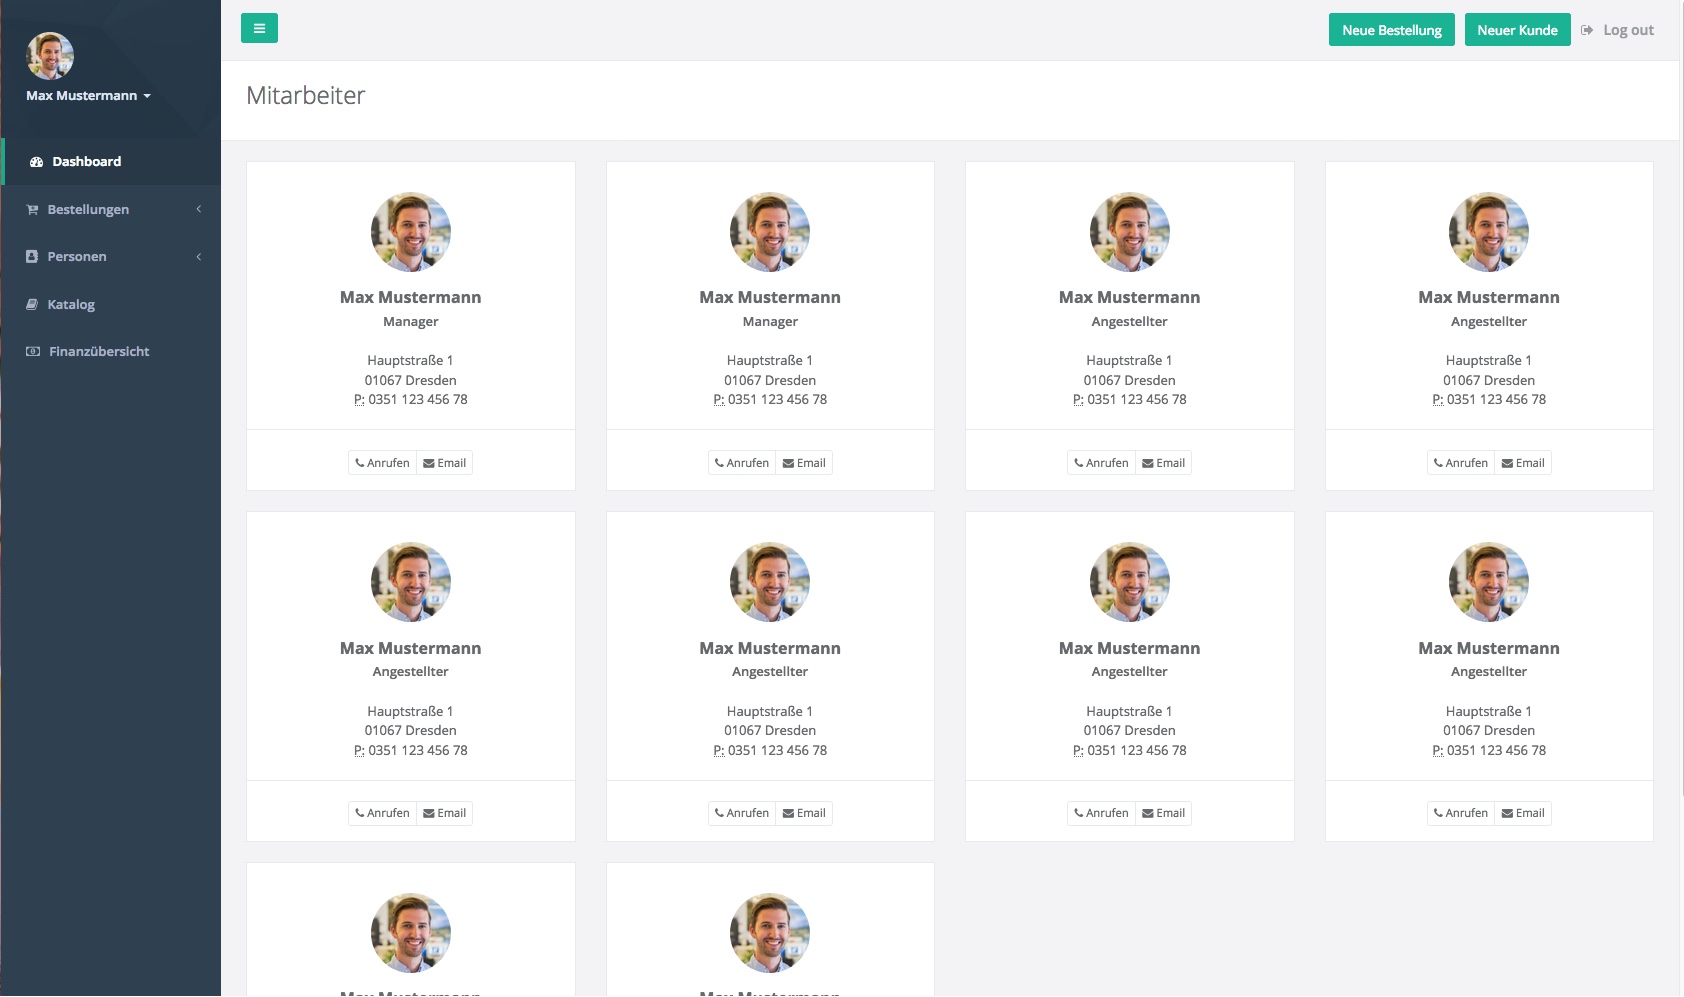 Max Mustermann
Dashboard
Bestellungen
Personen
Katalog
Finanzübersicht
Neue Bestellung
Neuer Kunde
Log out
Mitarbeiter
Max Mustermann
Manager
Hauptstraße 1
01067 Dresden
P: 0351 123 456 78
Anrufen Email
Max Mustermann
Manager
Hauptstraße 1
01067 Dresden
P: 0351 123 456 78
Anrufen Email
Max Mustermann
Angestellter
Hauptstraße 1
01067 Dresden
P: 0351 123 456 78
Anrufen Email
Max Mustermann
Angestellter
Hauptstraße 1
01067 Dresden
P: 0351 123 456 78
Anrufen Email
Max Mustermann
Angestellter
Hauptstraße 1
01067 Dresden
P: 0351 123 456 78
Anrufen Email
Max Mustermann
Angestellter
Hauptstraße 1
01067 Dresden
P: 0351 123 456 78
Anrufen Email
Max Mustermann
Angestellter
Hauptstraße 1
01067 Dresden
P: 0351 123 456 78
Anrufen Email
Max Mustermann
Angestellter
Hauptstraße 1
01067 Dresden
P: 0351 123 456 78
Anrufen Email